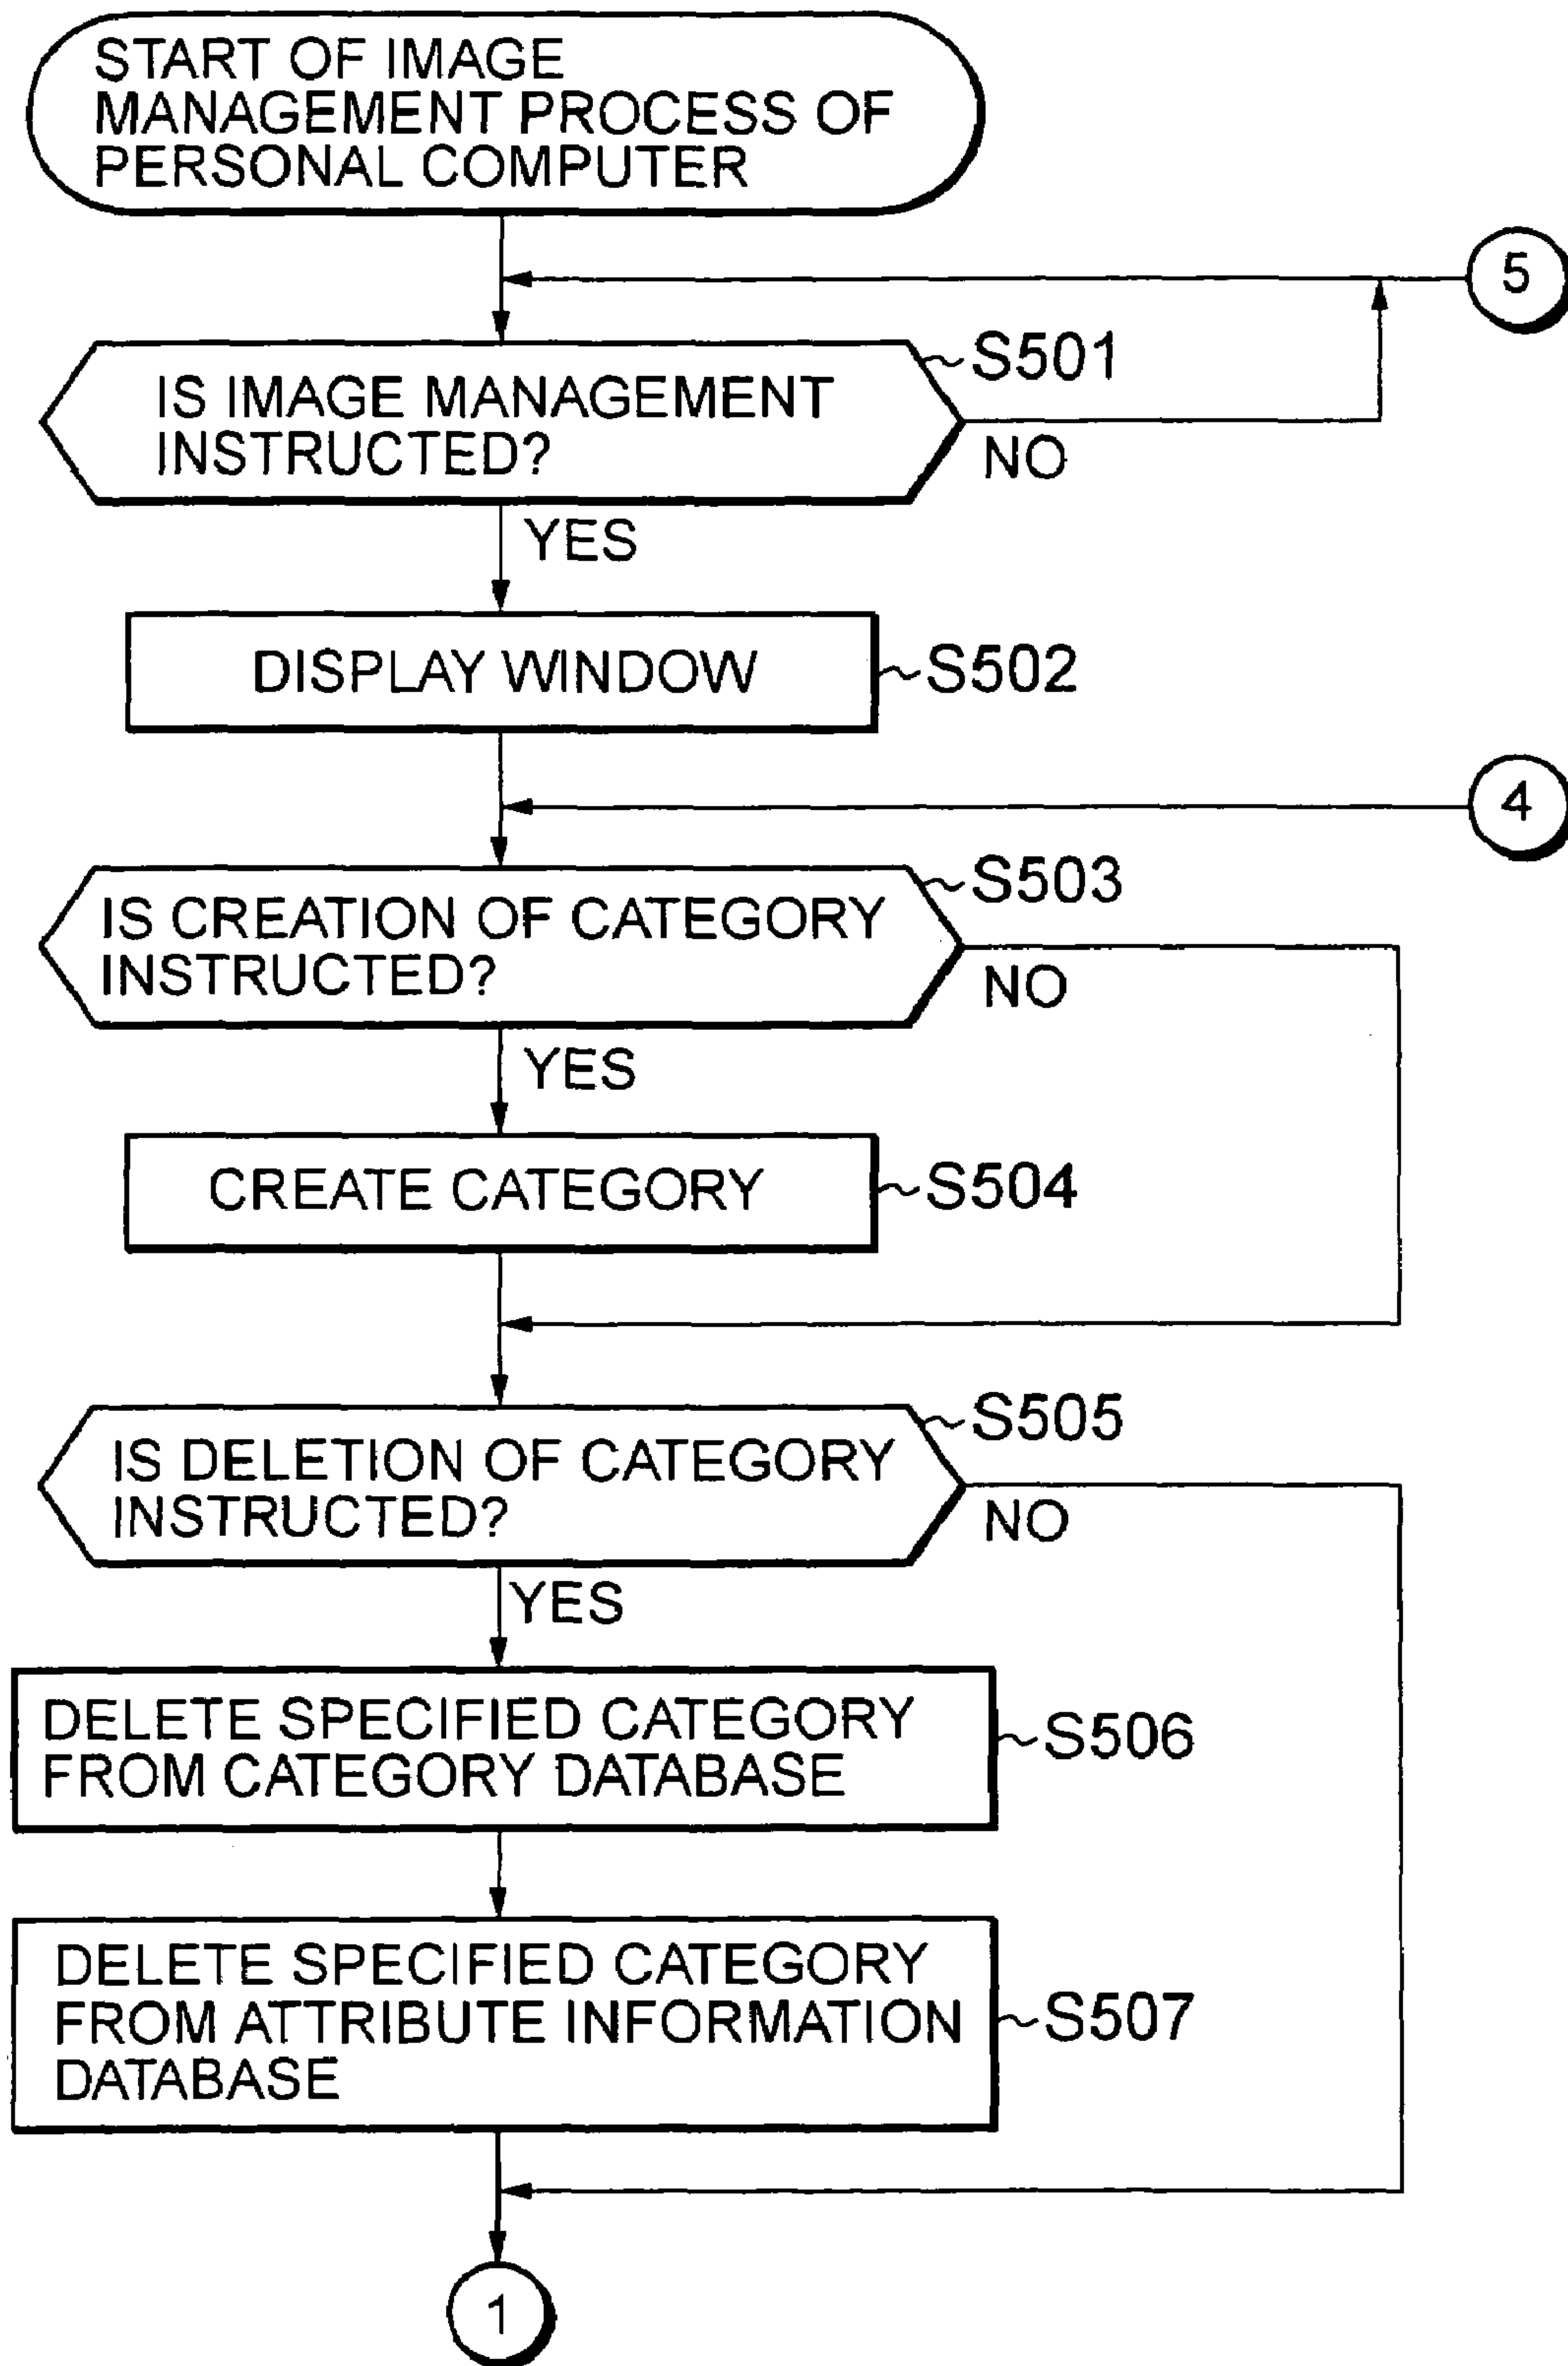 START OF IMAGE
MANAGEMENT PROCESS OF
PERSONAL COMPUTER
5
S501
IS IMAGE MANAGEMENT
INSTRUCTED?
NO
YES
DISPLAY WINDOW
S502
4
S503
IS CREATION OF CATEGORY
INSTRUCTED?
NO
YES
CREATE CATEGORY
S504
S505
IS DELETION OF CATEGORY
INSTRUCTED?
NO
YES
DELETE SPECIFIED CATEGORY
FROM CATEGORY DATABASE
S506
DELETE SPECIFIED CATEGORY
FROM ATTRIBUTE INFORMATION
DATABASE
S507
1